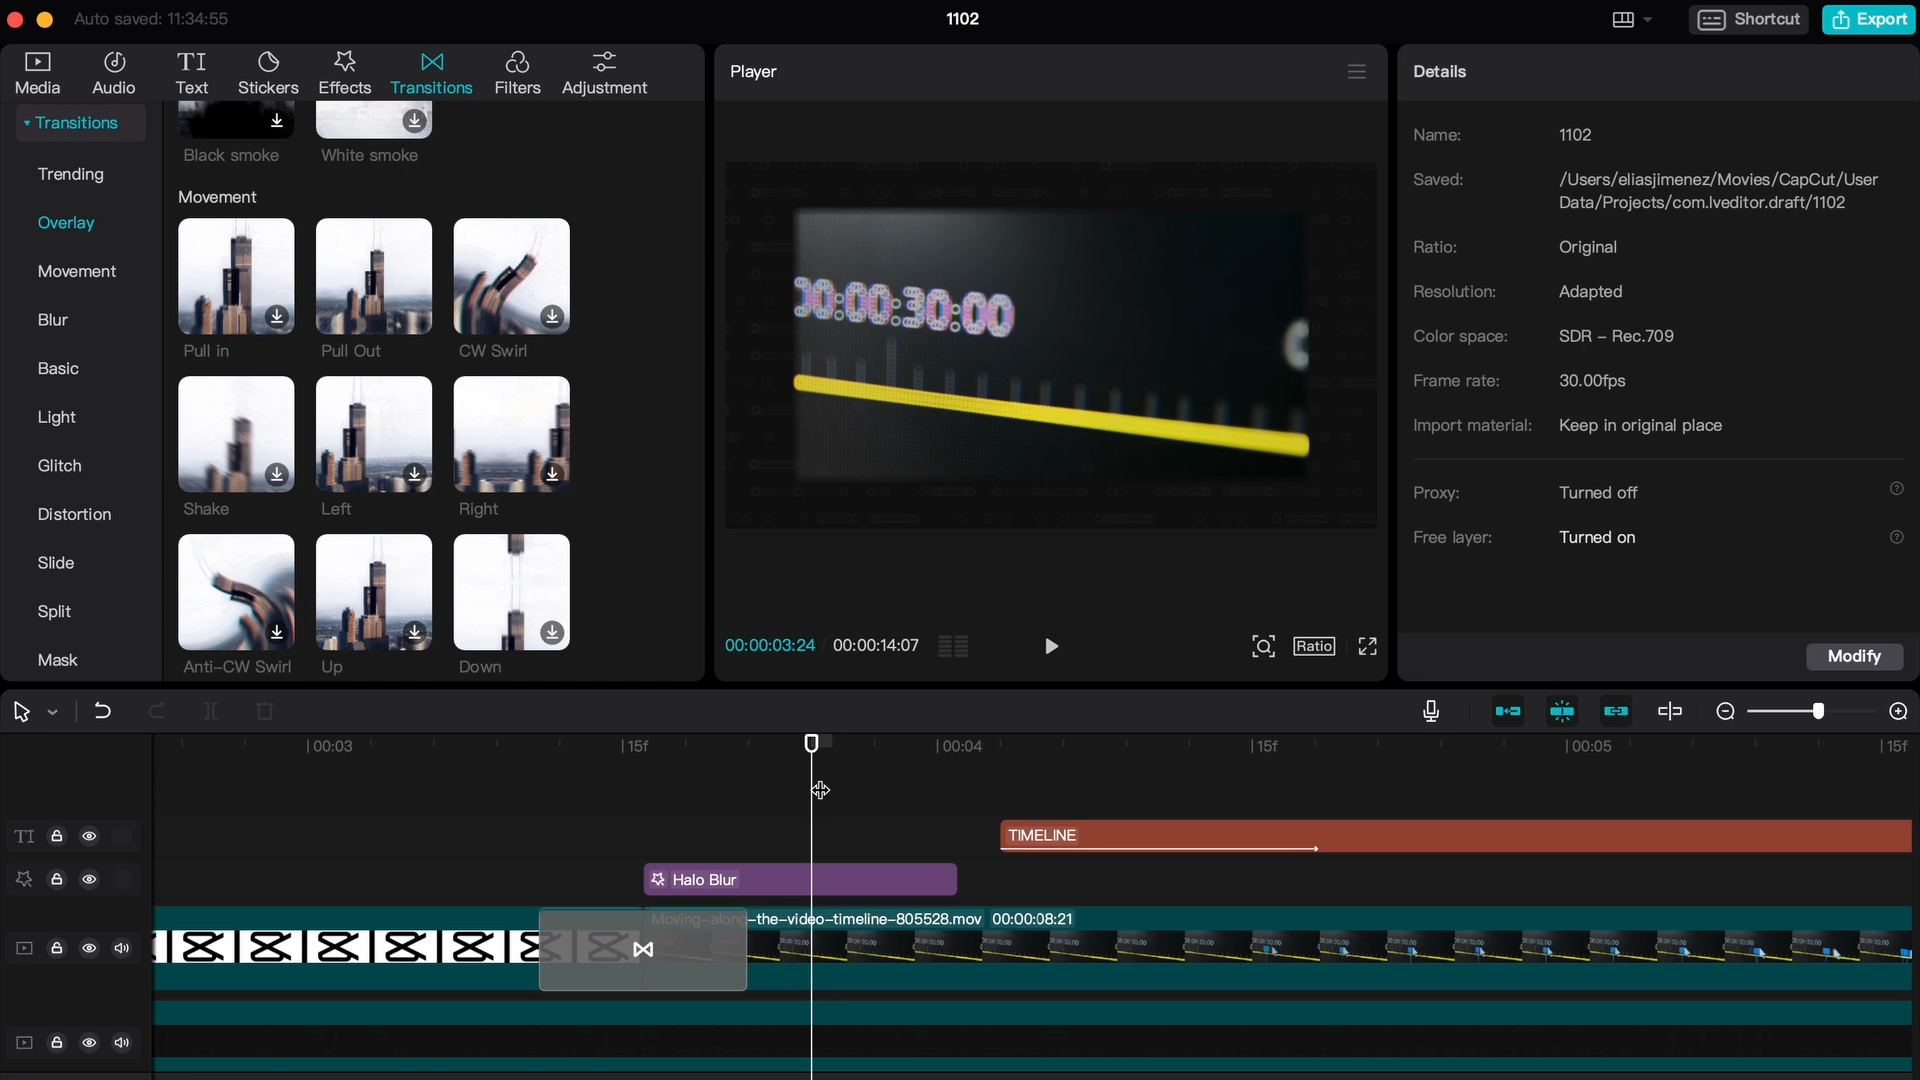 Auto saved: 11:34:55
1102
Shortcut
Export
Media
Audio
Text
Stickers
Effects
Transitions
Filters
Adjustment
Transitions
Trending
Overlay
Movement
Blur
Basic
Light
Glitch
Distortion
Slide
Split
Mask
Black smoke
White smoke
Movement
Pull in
Pull Out
CW Swirl
Shake
Left
Right
Anti-CW Swirl
Up
Down
Player
00:00:30:00
00:00:03:24
00:00:14:07
Ratio
Details
Name: 1102
Saved: /Users/eliasjimenez/Movies/CapCut/User
Data/Projects/com.lveditor.draft/1102
Ratio: Original
Resolution: Adapted
Color space: SDR – Rec.709
Frame rate: 30.00fps
Import material: Keep in original place
Proxy: Turned off
Free layer: Turned on
Modify
00:03
15f
00:04
15f
00:05
15f
TI
TIMELINE
Halo Blur
Moving-along-the-video-timeline-805528.mov 00:00:08:21